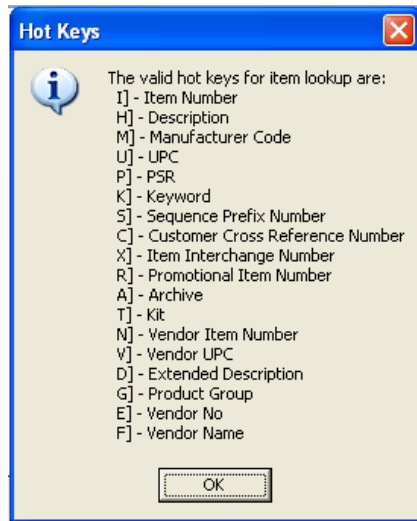 Hot Keys
The valid hot keys for item lookup are:
I] - Item Number
H] - Description
M] - Manufacturer Code
U] - UPC
P] - PSR
K] - Keyword
S] - Sequence Prefix Number
C] - Customer Cross Reference Number
X] - Item Interchange Number
R] - Promotional Item Number
A] - Archive
T] - Kit
N] - Vendor Item Number
V] - Vendor UPC
D] - Extended Description
G] - Product Group
E] - Vendor No
F] - Vendor Name
OK